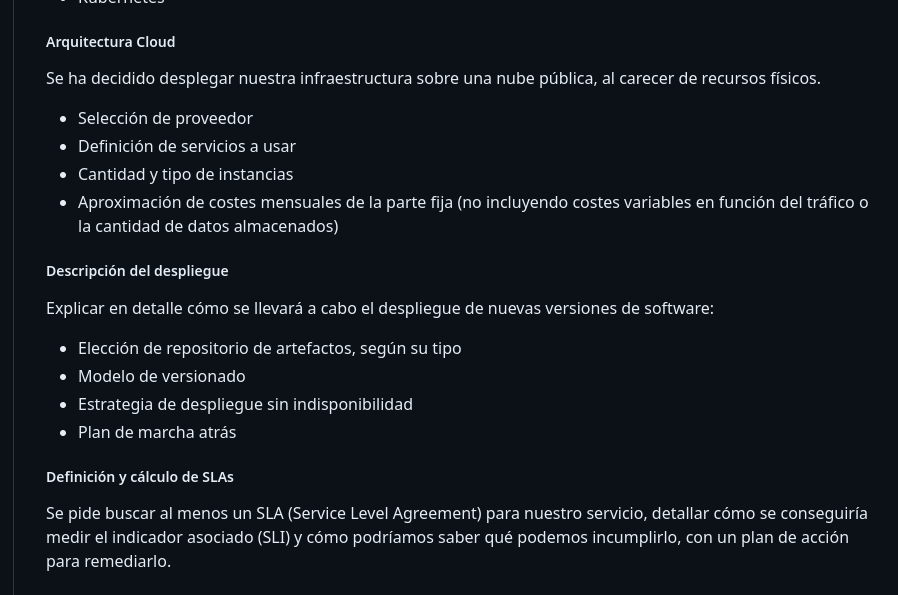 Kubernetes
Arquitectura Cloud
Se ha decidido desplegar nuestra infraestructura sobre una nube pública, al carecer de recursos físicos.
Selección de proveedor
Definición de servicios a usar
Cantidad y tipo de instancias
Aproximación de costes mensuales de la parte fija (no incluyendo costes variables en función del tráfico o
la cantidad de datos almacenados)
Descripción del despliegue
Explicar en detalle cómo se llevará a cabo el despliegue de nuevas versiones de software:
Elección de repositorio de artefactos, según su tipo
Modelo de versionado
Estrategia de despliegue sin indisponibilidad
Plan de marcha atrás
Definición y cálculo de SLAs
Se pide buscar al menos un SLA (Service Level Agreement) para nuestro servicio, detallar cómo se conseguiría
medir el indicador asociado (SLI) y cómo podríamos saber qué podemos incumplirlo, con un plan de acción
para remediarlo.